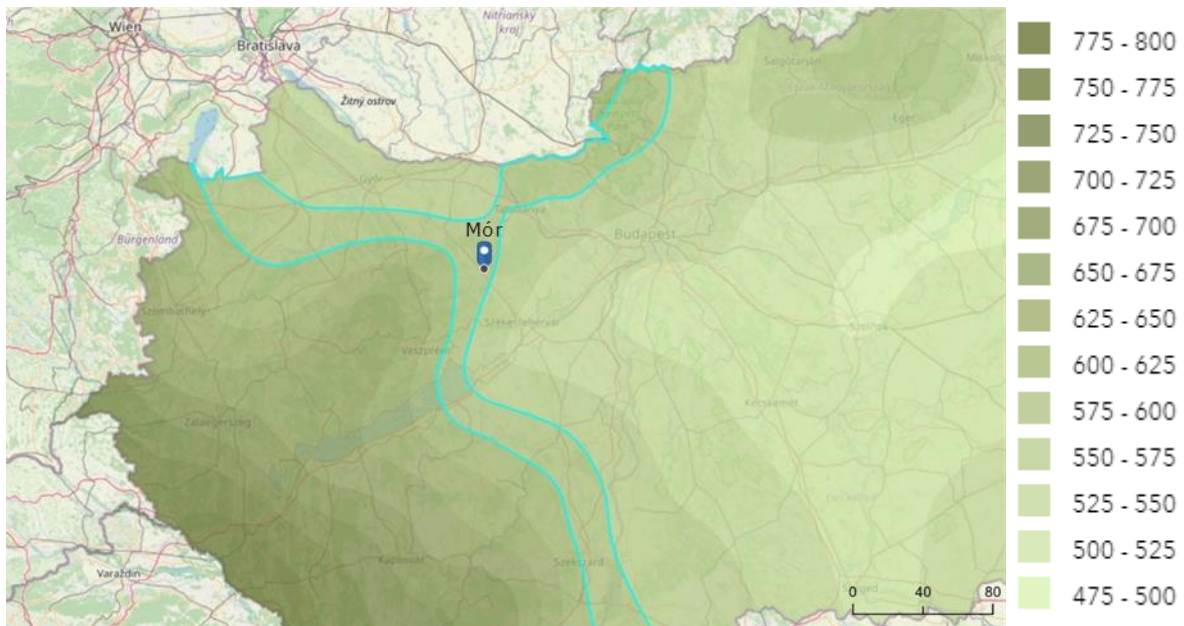 Wien
Bratislava
Nitriansky
kraj
Žitný ostrov
Salgótarján
Miskolc
Eger
Győr
Tatabánya
Mór
Budapest
Burgenland
Szombathely
Székesfehérvár
Szolnok
Veszprém
Kecskemét
Zalaegerszeg
Kaposvár
Szekszárd
Varaždin
0 40 80
775 - 800
750 - 775
725 - 750
700 - 725
675 - 700
650 - 675
625 - 650
600 - 625
575 - 600
550 - 575
525 - 550
500 - 525
475 - 500